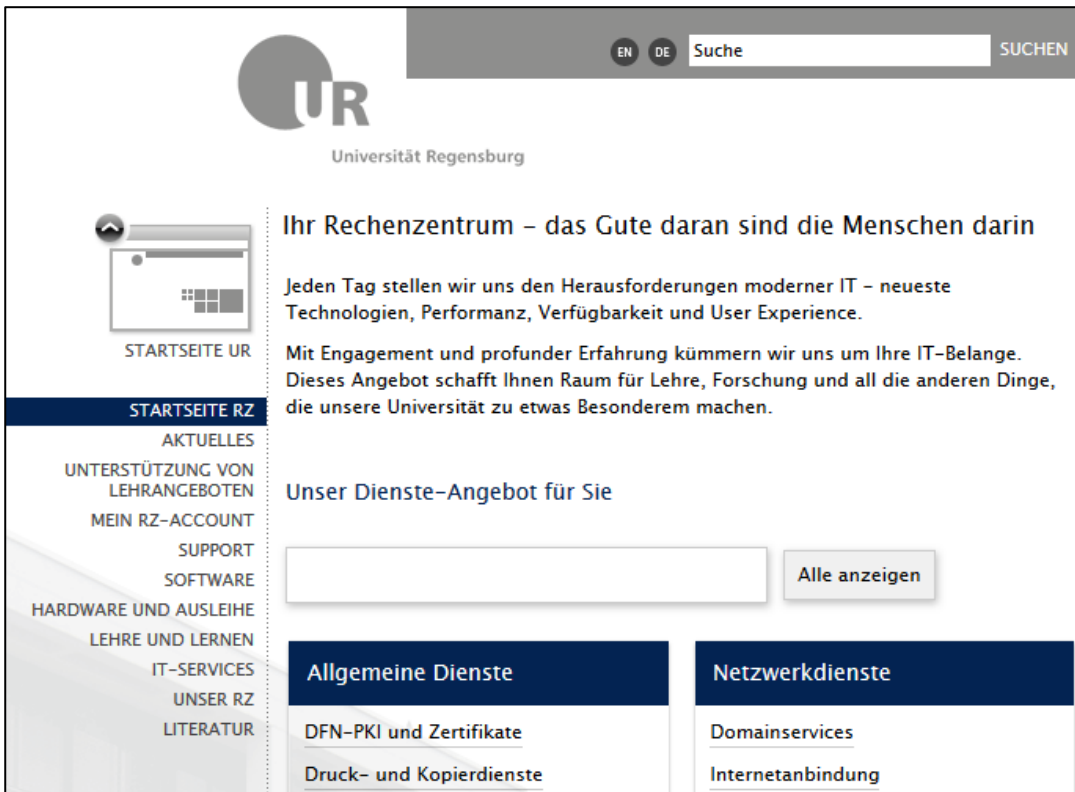 EN DE Suche SUCHEN
UR
Universität Regensburg
STARTSEITE UR
STARTSEITE RZ
AKTUELLES
UNTERSTÜTZUNG VON
LEHRANGEBOTEN
MEIN RZ-ACCOUNT
SUPPORT
SOFTWARE
HARDWARE UND AUSLEIHE
LEHRE UND LERNEN
IT-SERVICES
UNSER RZ
LITERATUR
Ihr Rechenzentrum – das Gute daran sind die Menschen darin
Jeden Tag stellen wir uns den Herausforderungen moderner IT – neueste
Technologien, Performanz, Verfügbarkeit und User Experience.
Mit Engagement und profunder Erfahrung kümmern wir uns um Ihre IT-Belange.
Dieses Angebot schafft Ihnen Raum für Lehre, Forschung und all die anderen Dinge,
die unsere Universität zu etwas Besonderem machen.
Unser Dienste-Angebot für Sie
Alle anzeigen
Allgemeine Dienste
DFN-PKI und Zertifikate
Druck- und Kopierdienste
Netzwerkdienste
Domainservices
Internetanbindung